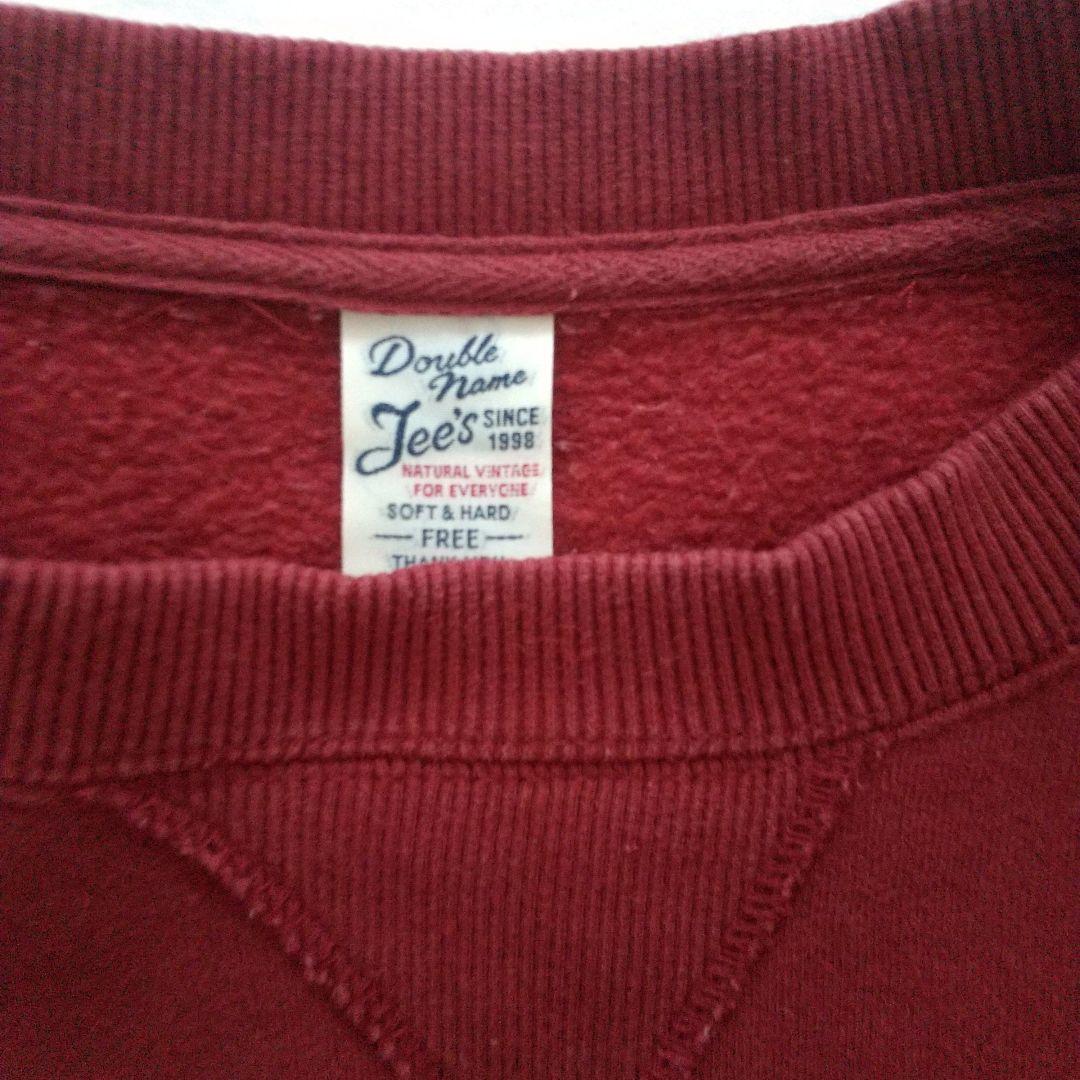 Double
Name
Jee's SINCE
1998
NATURAL VINTAGE
FOR EVERYONE
SOFT & HARD
FREE